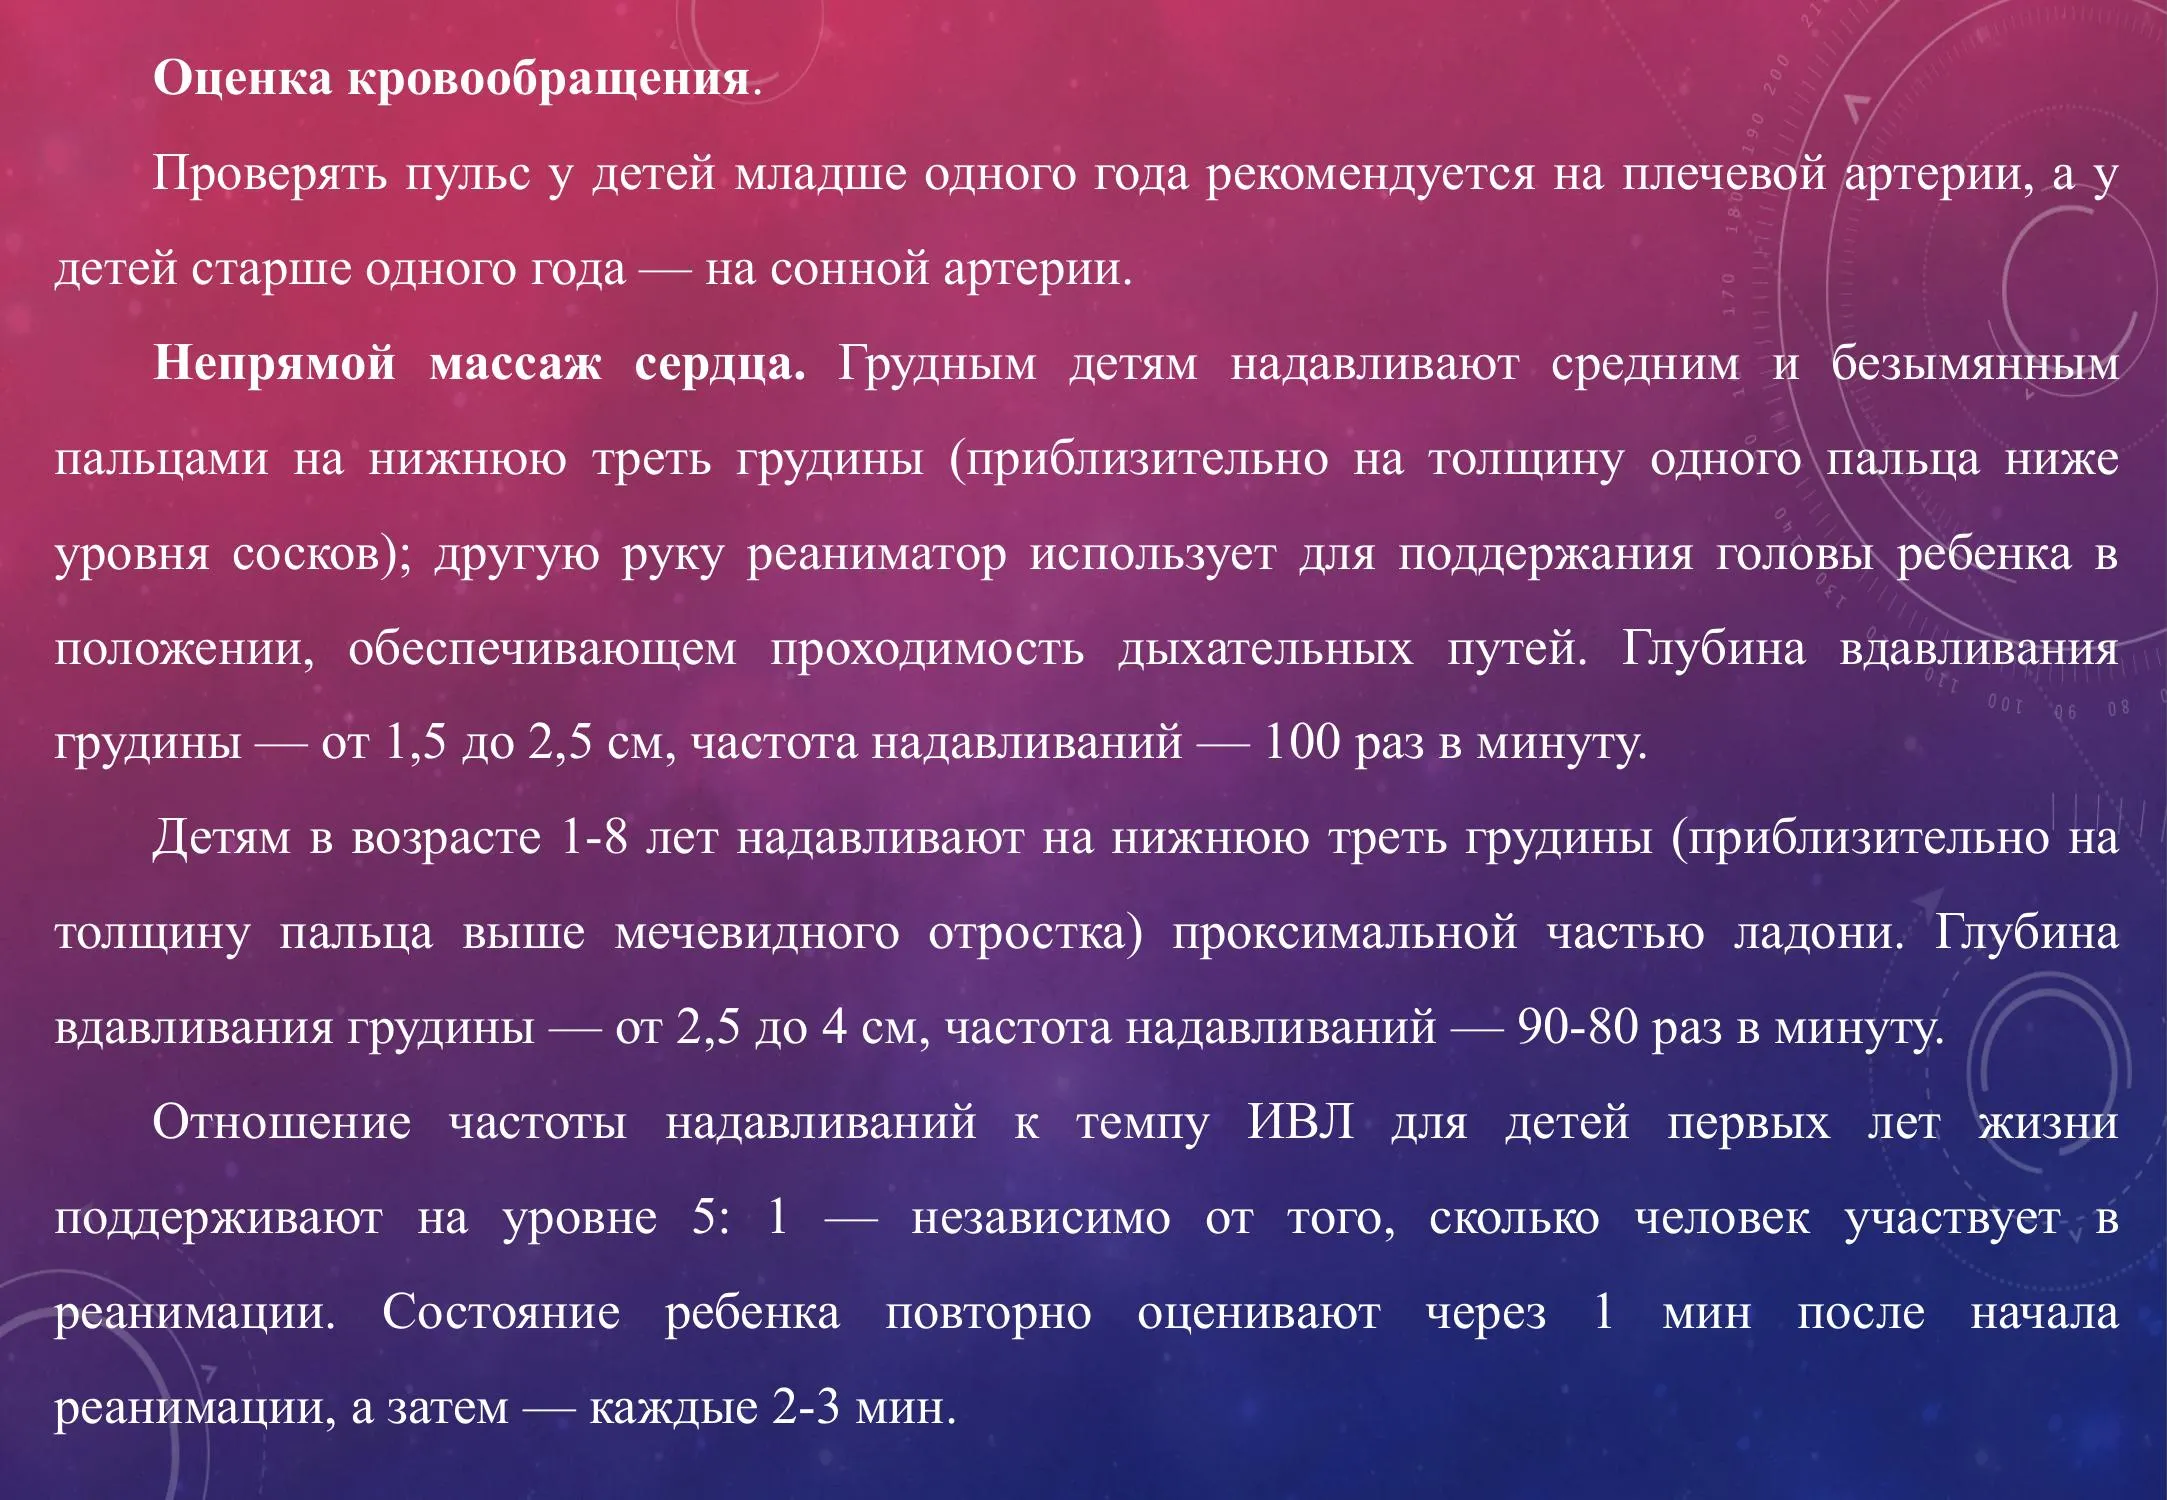 Оценка кровообращения.
Проверять пульс у детей младше одного года рекомендуется на плечевой артерии, а у
детей старше одного года — на сонной артерии.
Непрямой массаж сердца. Грудным детям надавливают средним и безымянным
пальцами на нижнюю треть грудины (приблизительно на толщину одного пальца ниже
уровня сосков); другую руку реаниматор использует для поддержания головы ребенка в
положении, обеспечивающем проходимость дыхательных путей. Глубина вдавливания
грудины — от 1,5 до 2,5 см, частота надавливаний — 100 раз в минуту.
Детям в возрасте 1-8 лет надавливают на нижнюю треть грудины (приблизительно на
толщину пальца выше мечевидного отростка) проксимальной частью ладони. Глубина
вдавливания грудины — от 2,5 до 4 см, частота надавливаний — 90-80 раз в минуту.
Отношение частоты надавливаний к темпу ИВЛ для детей первых лет жизни
поддерживают на уровне 5: 1 — независимо от того, сколько человек участвует в
реанимации. Состояние ребенка повторно оценивают через 1 мин после начала
реанимации, а затем — каждые 2-3 мин.